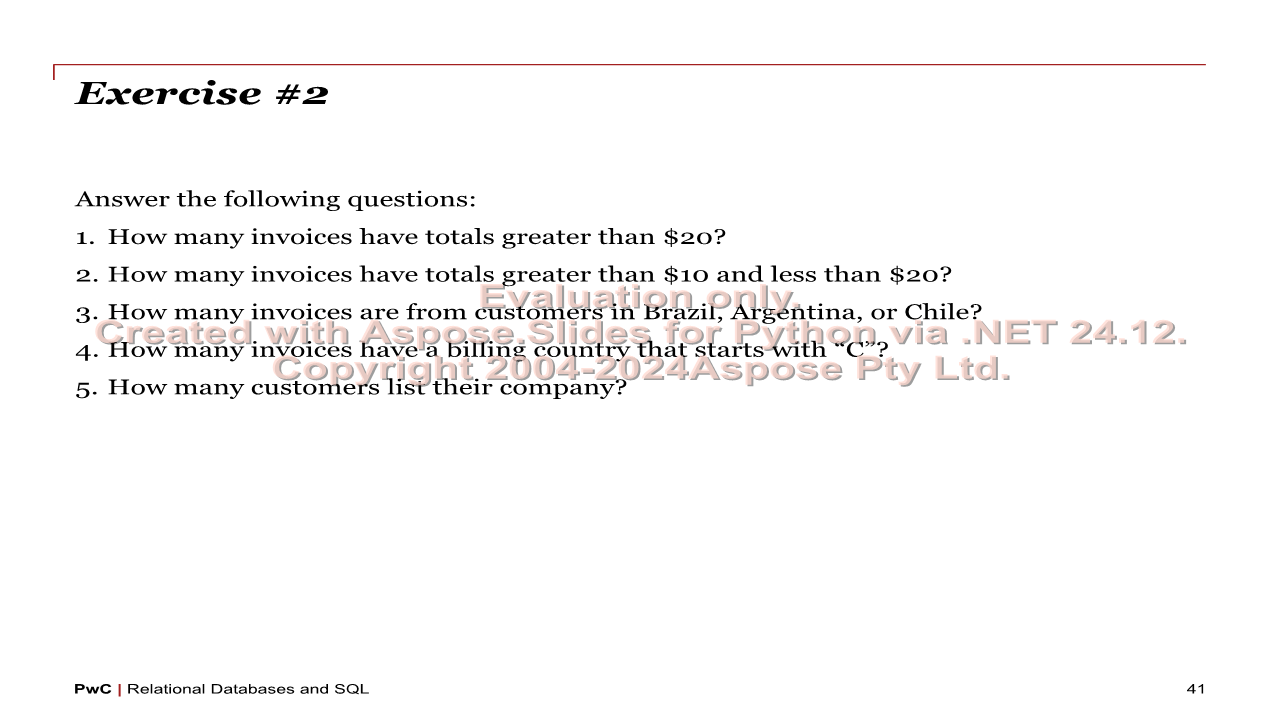 Exercise #2
Answer the following questions:
1. How many invoices have totals greater than $20?
2. How many invoices have totals greater than $10 and less than $20?
Evaluation only.
3. How many invoices are from customers in Brazil, Argentina, or Chile?
Created with Aspose.Slides for Python via .NET 24.12.
4. How many invoices have a billing country that starts with “C”?
Copyright 2004-2024Aspose Pty Ltd.
5. How many customers list their company?
PwC | Relational Databases and SQL
41